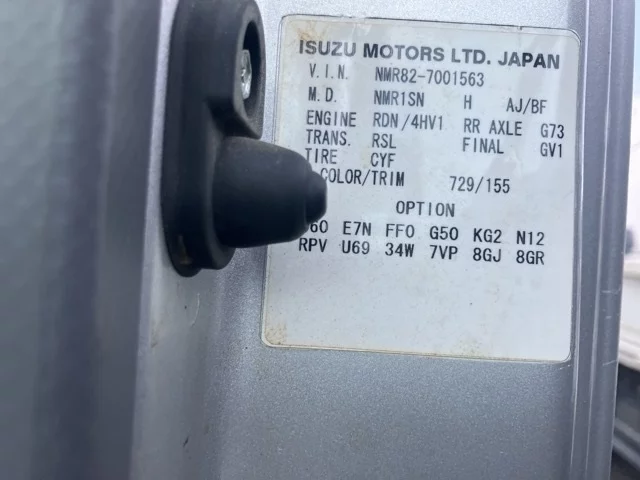 ISUZU MOTORS LTD. JAPAN
V.I.N. NMR82-7001563
M.D. NMR1SN H AJ/BF
ENGINE RDN/4HV1 RR AXLE G73
TRANS. RSL FINAL GV1
TIRE CYF
COLOR/TRIM 729/155
OPTION
E7N FF0 G50 KG2 N12
RPV U69 34W 7VP 8GJ 8GR